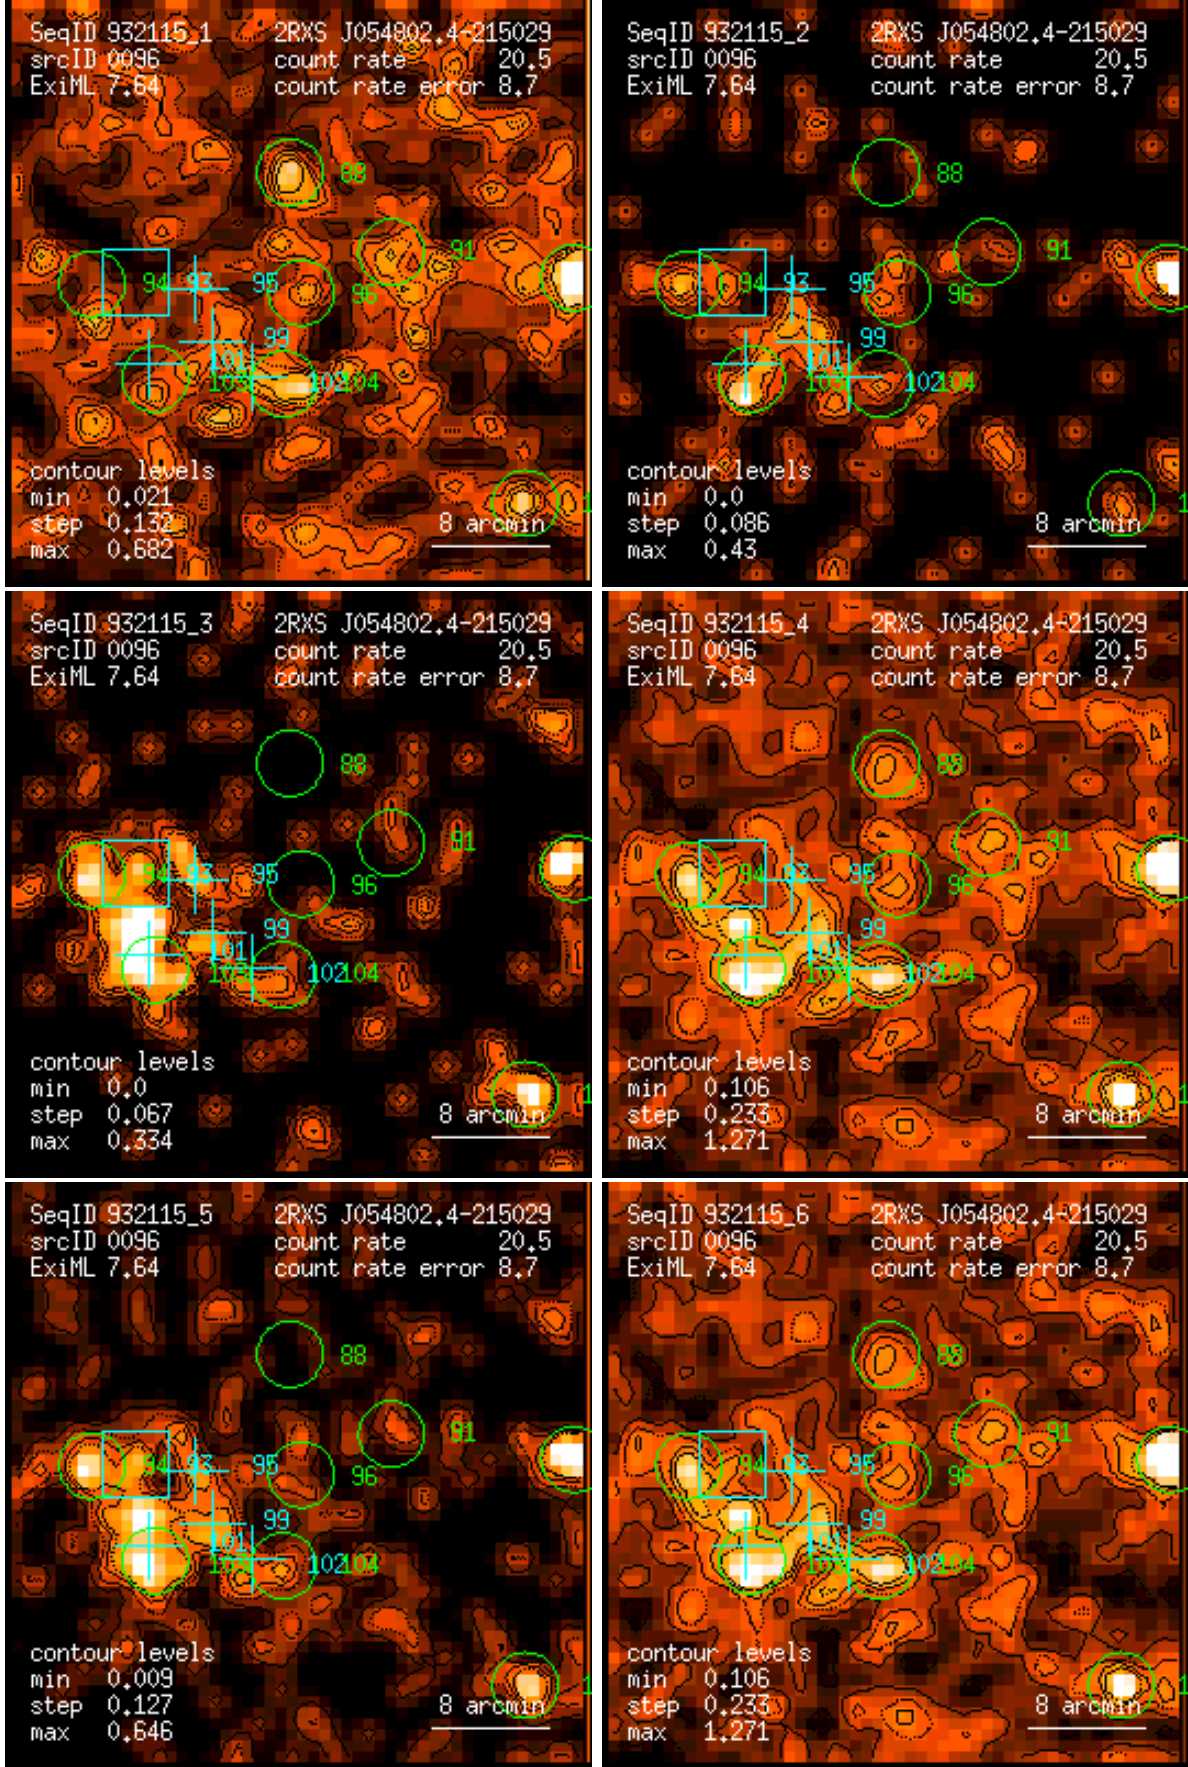 SeqID 932115_1 2RXS J054802.4-215029
srcID 0096 count rate 20.5
ExiML 7.64 count rate error 8.7
88
91
94 93 95 96
99
101
103 102 104
contour levels
min 0.021
step 0.132 8 arcmin
max 0.682
SeqID 932115_2 2RXS J054802.4-215029
srcID 0096 count rate 20.5
ExiML 7.64 count rate error 8.7
88
91
94 93 95 96
99
101
103 102 104
contour levels
min 0.0
step 0.086 8 arcmin
max 0.43
SeqID 932115_3 2RXS J054802.4-215029
srcID 0096 count rate 20.5
ExiML 7.64 count rate error 8.7
88
91
94 93 95 96
99
101
103 102 104
contour levels
min 0.0
step 0.067 8 arcmin
max 0.334
SeqID 932115_4 2RXS J054802.4-215029
srcID 0096 count rate 20.5
ExiML 7.64 count rate error 8.7
88
91
94 93 95 96
99
101
103 102 104
contour levels
min 0.106
step 0.233 8 arcmin
max 1.271
SeqID 932115_5 2RXS J054802.4-215029
srcID 0096 count rate 20.5
ExiML 7.64 count rate error 8.7
88
91
94 93 95 96
99
101
103 102 104
contour levels
min 0.009
step 0.127 8 arcmin
max 0.646
SeqID 932115_6 2RXS J054802.4-215029
srcID 0096 count rate 20.5
ExiML 7.64 count rate error 8.7
88
91
94 93 95 96
99
101
103 102 104
contour levels
min 0.106
step 0.233 8 arcmin
max 1.271